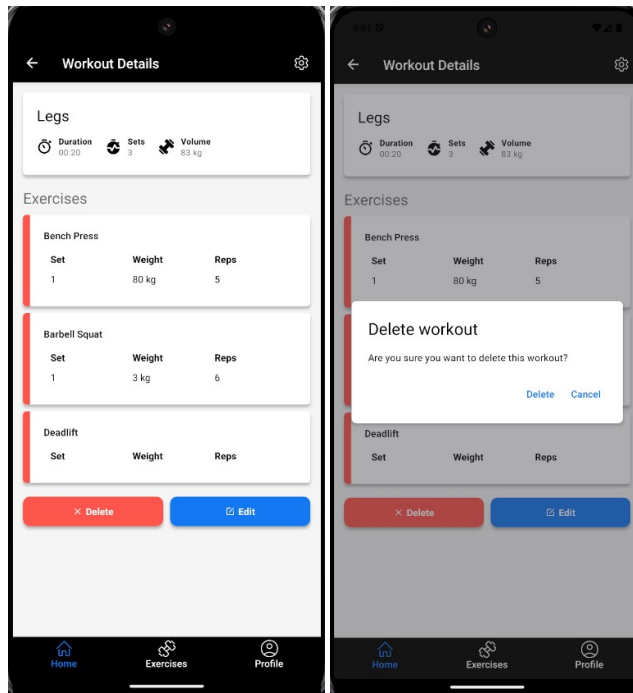 Workout Details
Legs
Duration Sets Volume
00:20 3 83 kg
Exercises
Bench Press
Set Weight Reps
1 80 kg 5
Barbell Squat
Set Weight Reps
1 3 kg 6
Deadlift
Set Weight Reps
Delete Edit
Home Exercises Profile
9:01
Workout Details
Legs
Duration Sets Volume
00:20 3 83 kg
Exercises
Bench Press
Set Weight Reps
1 80 kg 5
Delete workout
Are you sure you want to delete this workout?
Delete Cancel
Deadlift
Set Weight Reps
Delete Edit
Home Exercises Profile